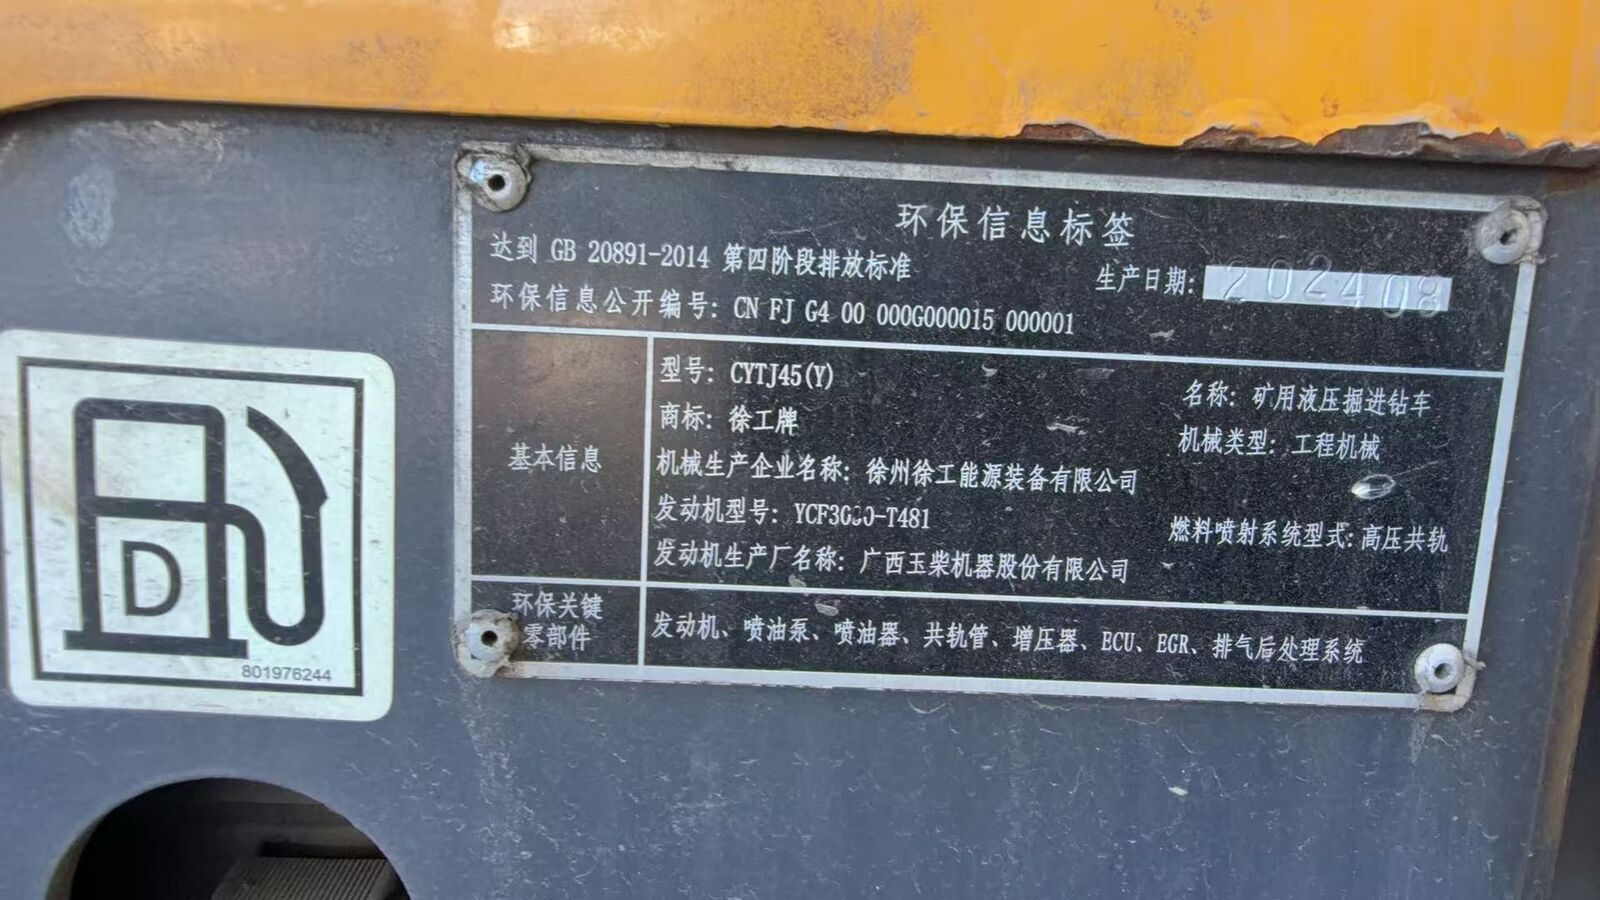 环保信息标签
达到 GB 20891-2014 第四阶段排放标准
生产日期: 202408
环保信息公开编号: CN FJ G4 00 000G000015 000001
基本信息
型号: CYTJ45(Y)
名称: 矿用液压掘进钻车
商标: 徐工牌
机械类型: 工程机械
机械生产企业名称: 徐州徐工能源装备有限公司
发动机型号:
燃料喷射系统型式: 高压共轨
发动机生产厂名称: 广西玉柴机器股份有限公司
环保关键
零部件
发动机、喷油泵、喷油器、共轨管、增压器、ECU、EGR、排气后处理系统
D
801976244